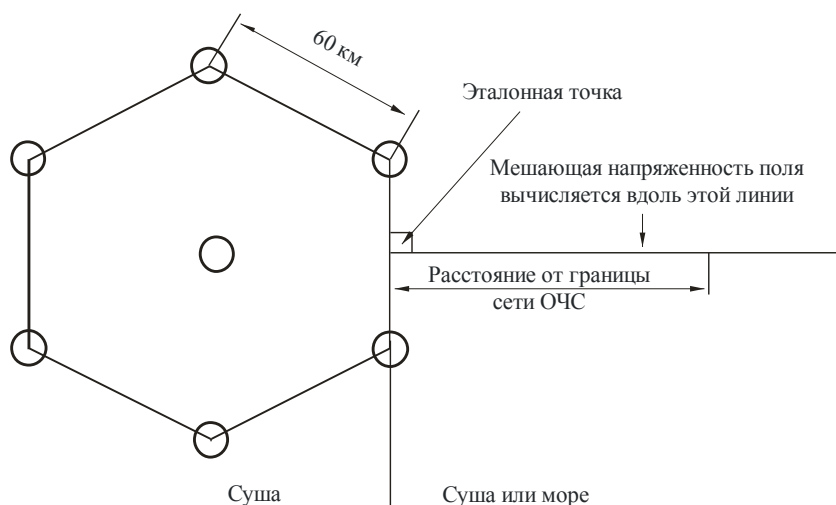 60 км
Эталонная точка
Мешающая напряженность поля
вычисляется вдоль этой линии
Расстояние от границы
сети ОЧС
Суша
Суша или море